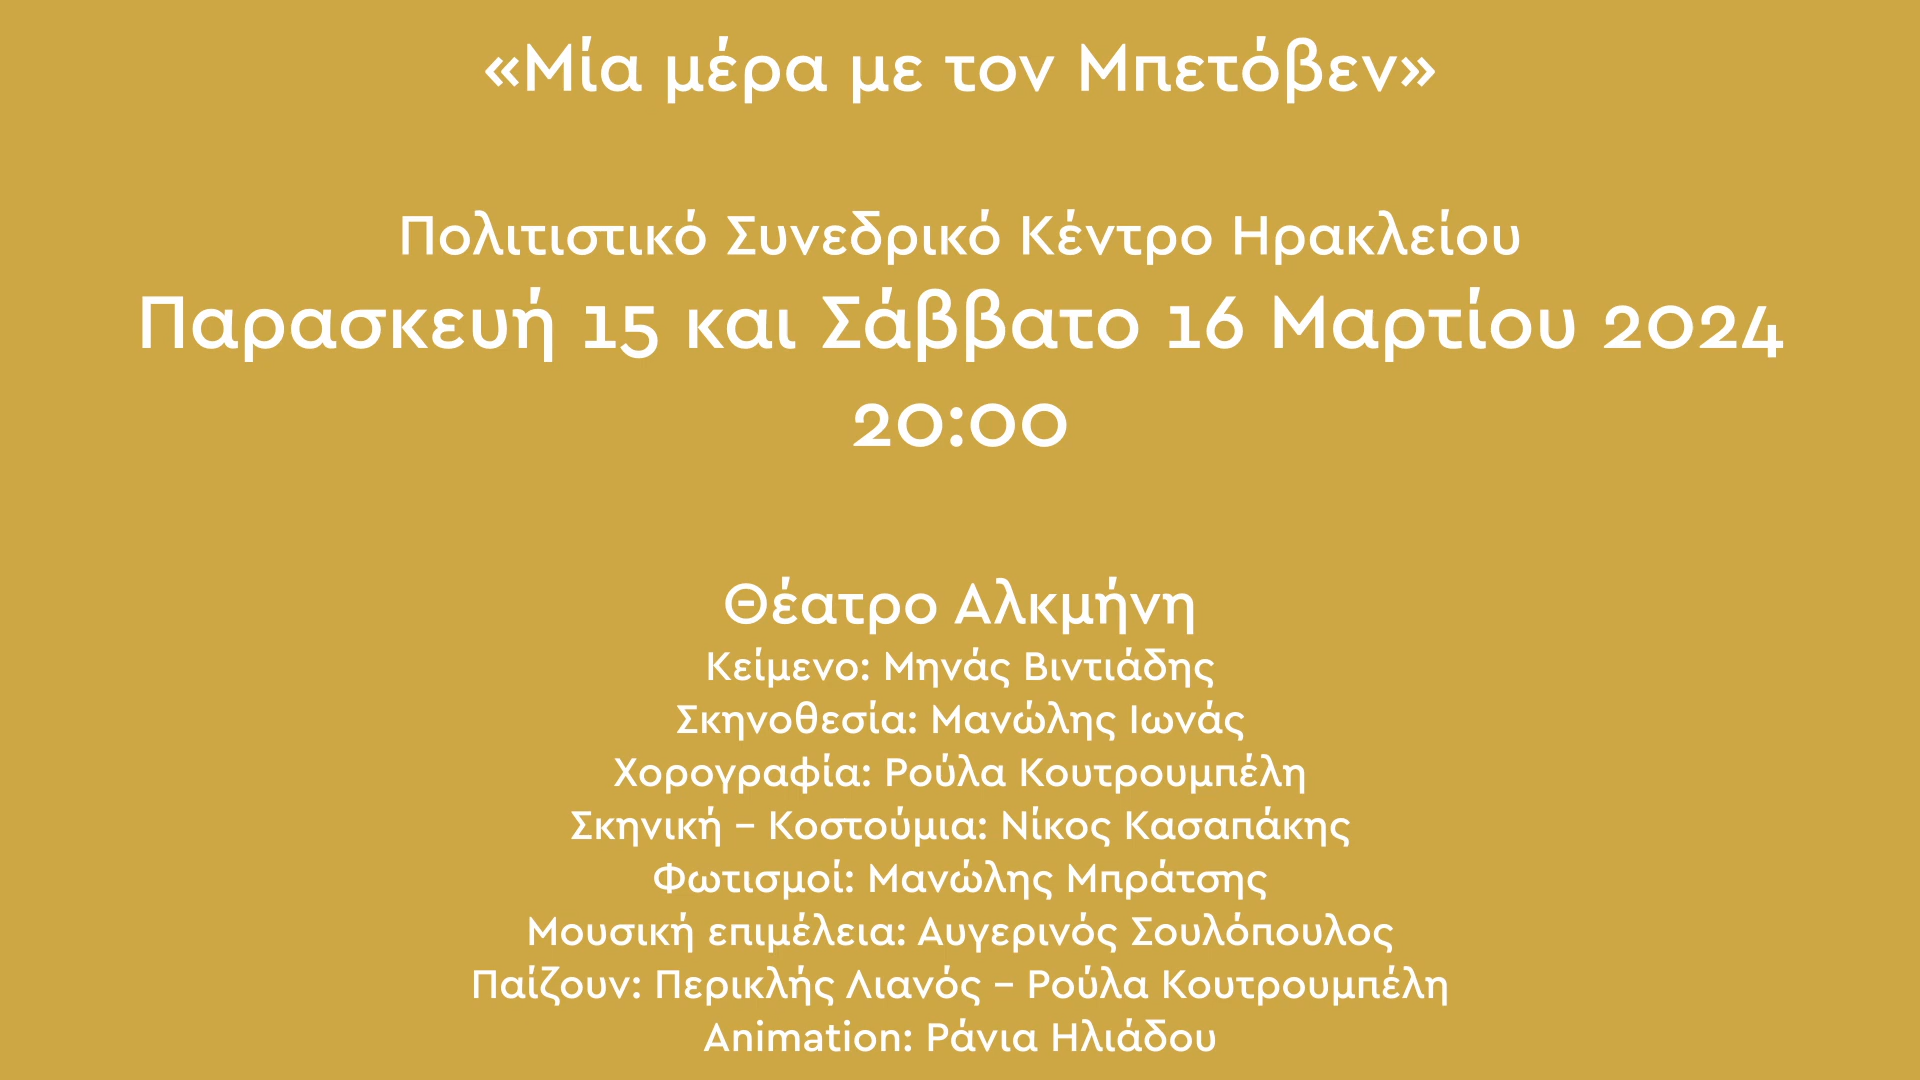 «Μία μέρα με τον Μπετόβεν»
Πολιτιστικό Συνεδρικό Κέντρο Ηρακλείου
Παρασκευή 15 και Σάββατο 16 Μαρτίου 2024
20:00
Θέατρο Αλκμήνη
Κείμενο: Μηνάς Βιντιάδης
Σκηνοθεσία: Μανώλης Ιωνάς
Χορογραφία: Ρούλα Κουτρουμπέλη
Σκηνική – Κοστούμια: Νίκος Κασαπάκης
Φωτισμοί: Μανώλης Μπράτσης
Μουσική επιμέλεια: Αυγερινός Σουλόπουλος
Παίζουν: Περικλής Λιανός – Ρούλα Κουτρουμπέλη
Animation: Ράνια Ηλιάδου